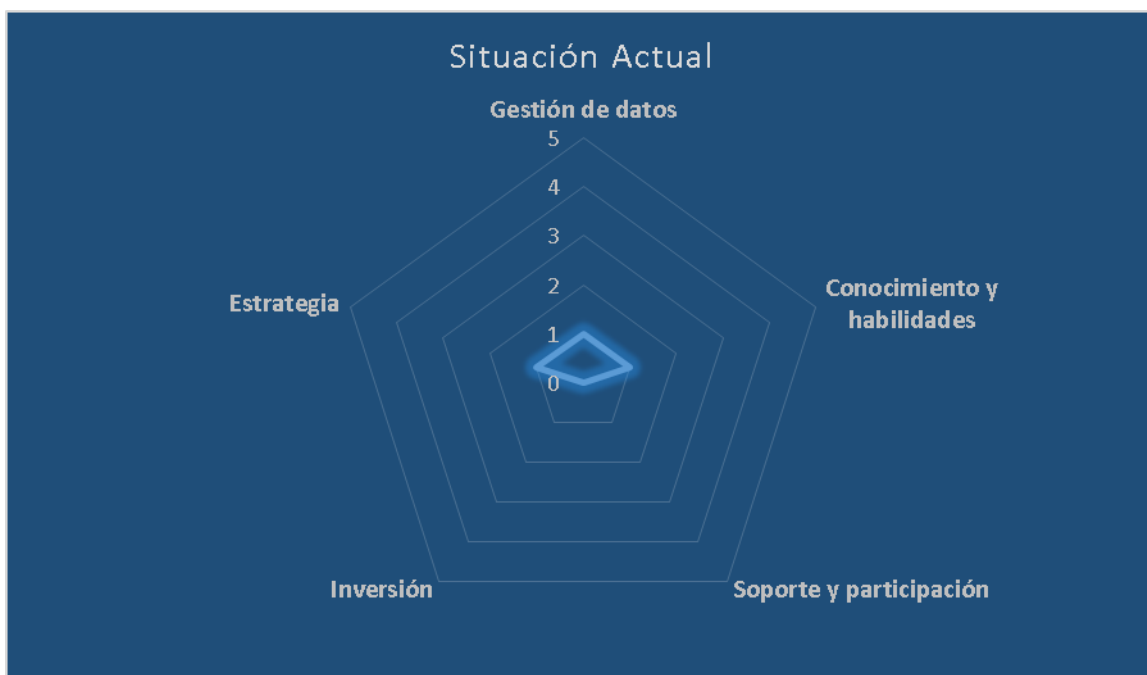 Situación Actual
Gestión de datos
5
4
3
2
1
0
Conocimiento y
habilidades
Estrategia
Inversión
Soporte y participación